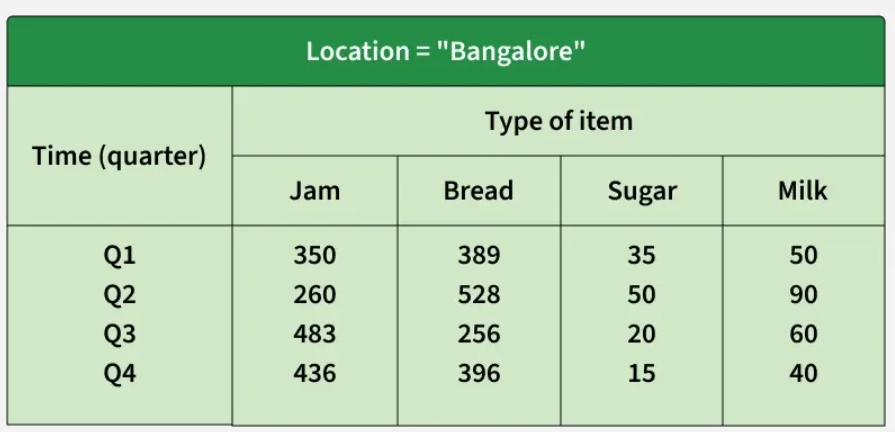 Location = "Bangalore"
Time (quarter)
Type of item
Jam Bread Sugar Milk
Q1 350 389 35 50
Q2 260 528 50 90
Q3 483 256 20 60
Q4 436 396 15 40